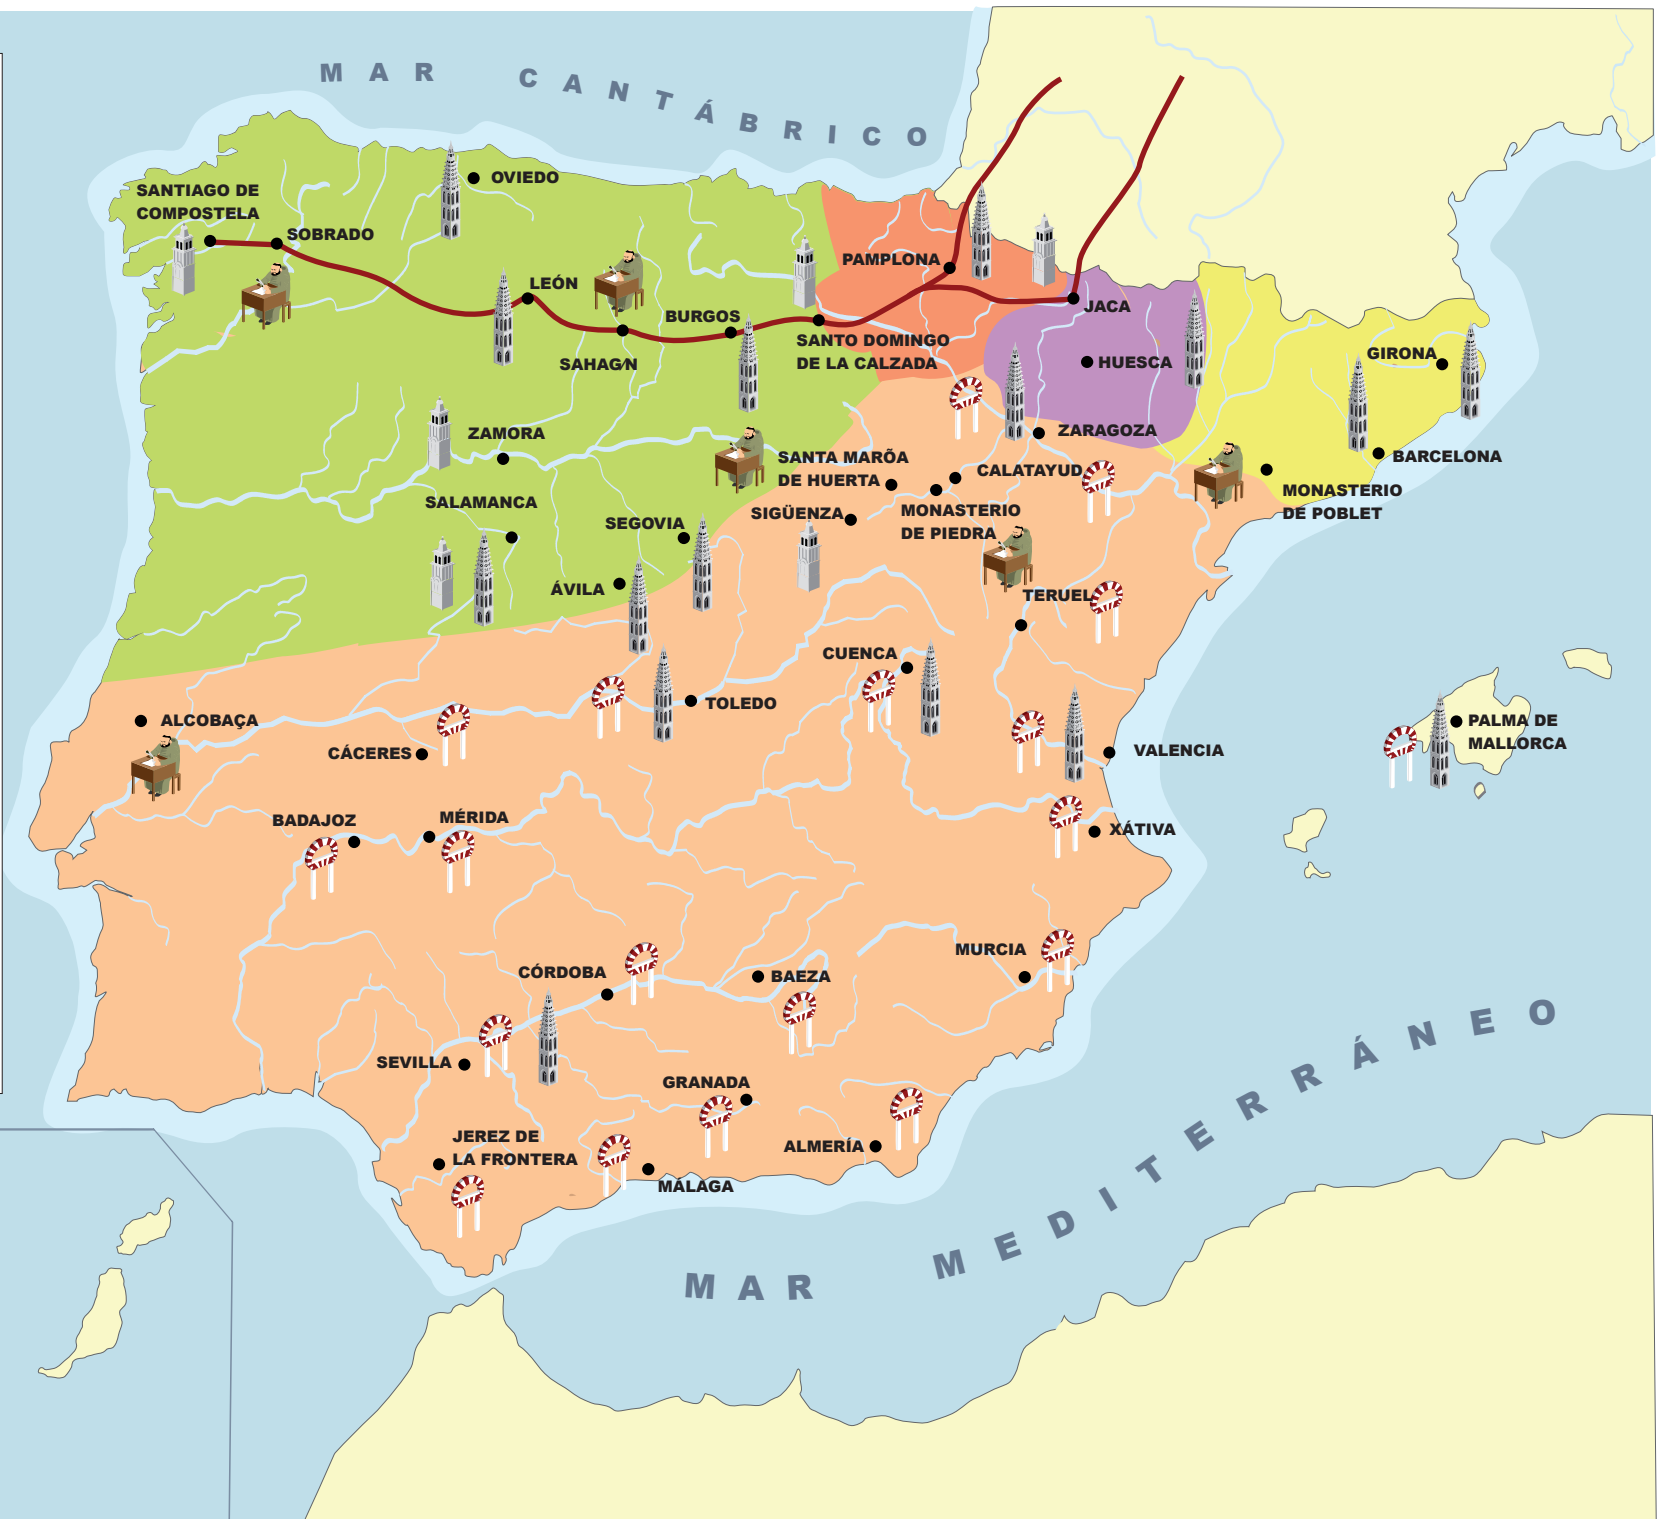 MAR CANTÁBRICO
SANTIAGO DE
COMPOSTELA
SOBRADO
OVIEDO
LEÓN
SAHAG⁄N
BURGOS
SANTO DOMINGO
DE LA CALZADA
PAMPLONA
JACA
HUESCA
GIRONA
ZARAGOZA
BARCELONA
ZAMORA
SANTA MARÕA
DE HUERTA
CALATAYUD
MONASTERIO
DE POBLET
SALAMANCA
SEGOVIA
SIGÜENZA
MONASTERIO
DE PIEDRA
ÁVILA
TERUEL
CUENCA
TOLEDO
ALCOBAÇA
CÁCERES
VALENCIA
PALMA DE
MALLORCA
BADAJOZ
MÉRIDA
XÁTIVA
MURCIA
CÓRDOBA
BAEZA
SEVILLA
GRANADA
JEREZ DE
LA FRONTERA
ALMERÍA
MÁLAGA
MAR MEDITERRÁNEO